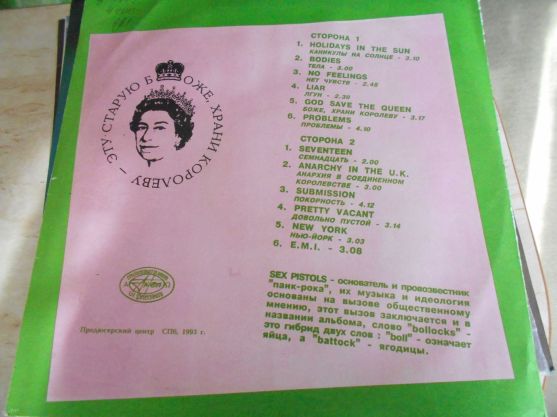 ЭТУ СТАРУЮ БОЖЕ, ХРАНИ КОРОЛЕВУ –
СТОРОНА 1
1. HOLIDAYS IN THE SUN
КАНИКУЛЫ НА СОЛНЦЕ - 3.10
2. BODIES
ТЕЛА - 3.00
3. NO FEELINGS
НЕТ ЧУВСТВ - 2.45
4. LIAR
ЛГУН - 2.39
5. GOD SAVE THE QUEEN
БОЖЕ, ХРАНИ КОРОЛЕВУ - 3.17
6. PROBLEMS
ПРОБЛЕМЫ - 4.10
СТОРОНА 2
1. SEVENTEEN
СЕМНАДЦАТЬ - 2.00
2. ANARCHY IN THE U.K.
АНАРХИЯ В СОЕДИНЕННОМ
КОРОЛЕВСТВЕ - 3.00
3. SUBMISSION
ПОКОРНОСТЬ - 4.12
4. PRETTY VACANT
ДОВОЛЬНО ПУСТОЙ - 3.14
5. NEW YORK
НЬЮ-ЙОРК - 3.03
6. E.M.I. - 3.08
SEX PISTOLS - основатель и провозвестник
"панк-рока", их музыка и идеология
основаны на вызове общественному
мнению, этот вызов заключается и в
названии альбома, слово "bollocks" -
это гибрид двух слов : "boll" - означает
яйца, а "battock" - ягодицы.
Продюсерский центр СПб, 1993 г.